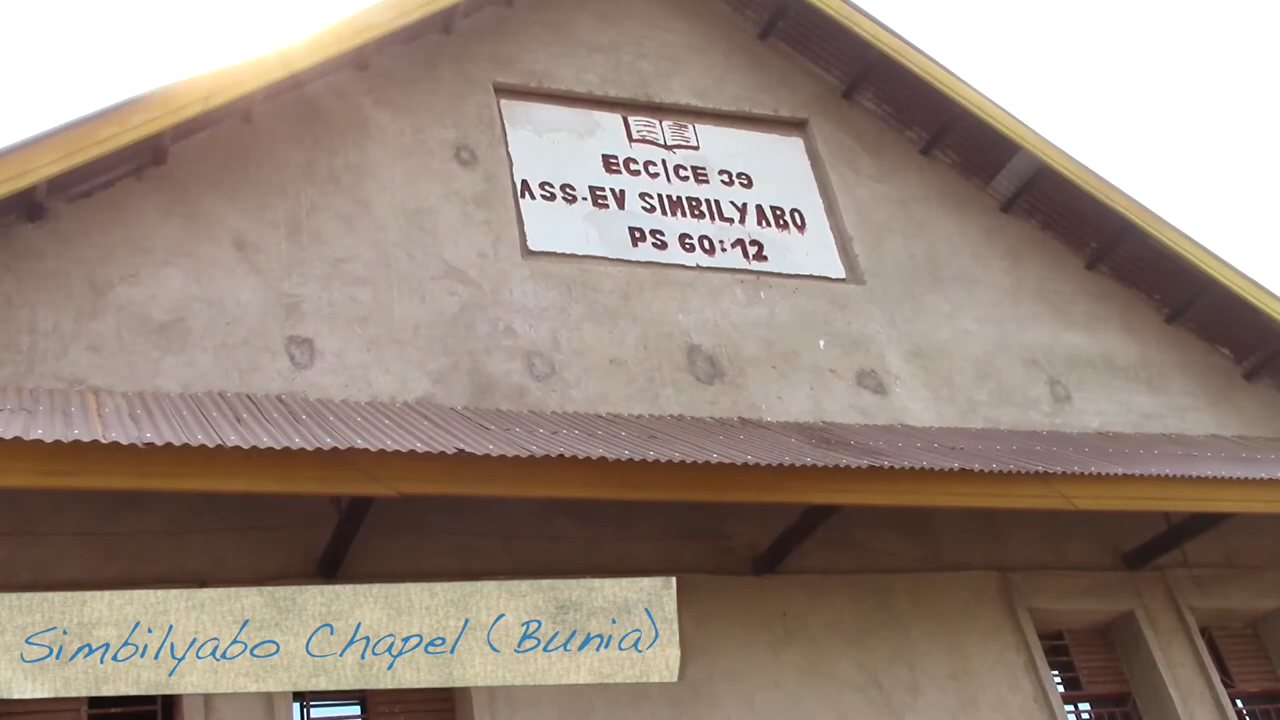 ECC/CE 39
ASS-EV SIMBILYABO
PS 60:12
Simbilyabo Chapel (Bunia)